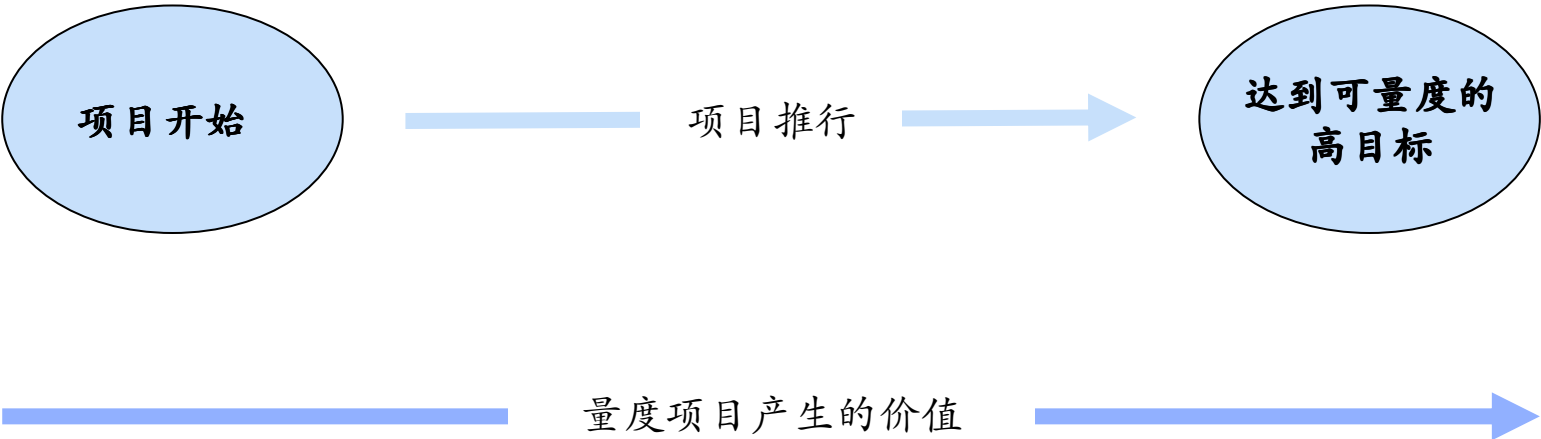 项目开始
项目推行
达到可量度的
高目标
量度项目产生的价值